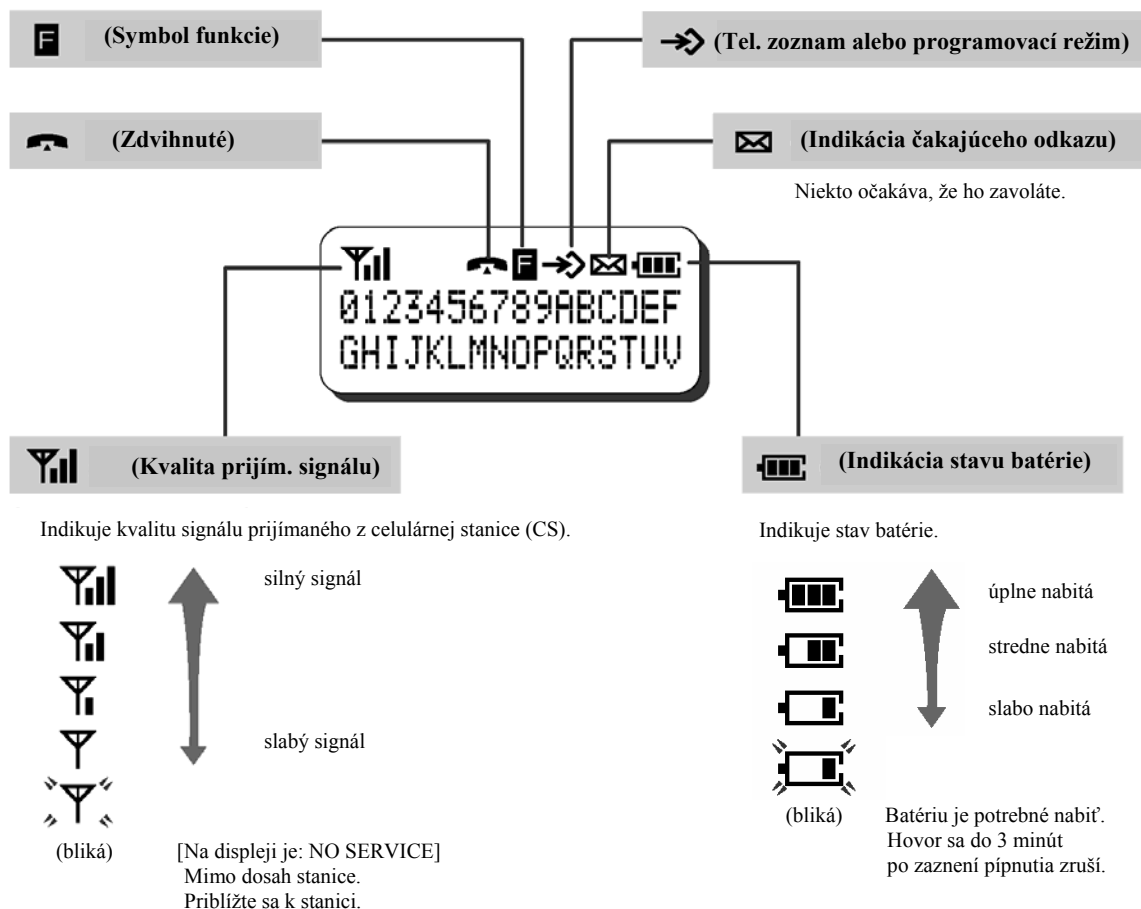 F (Symbol funkcie)
(Tel. zoznam alebo programovací režim)
(Zdvihnuté)
(Indikácia čakajúceho odkazu)
Niekto očakáva, že ho zavoláte.
F
0123456789ABCDEF
GHIJKLMNOPQRSTUV
(Kvalita prijím. signálu)
(Indikácia stavu batérie)
Indikuje kvalitu signálu prijímaného z celulárnej stanice (CS).
silný signál
slabý signál
(bliká)
[Na displeji je: NO SERVICE]
Mimo dosah stanice.
Priblížte sa k stanici.
Indikuje stav batérie.
úplne nabitá
stredne nabitá
slabo nabitá
(bliká)
Batériu je potrebné nabiť.
Hovor sa do 3 minút
po zaznení pípnutia zruší.